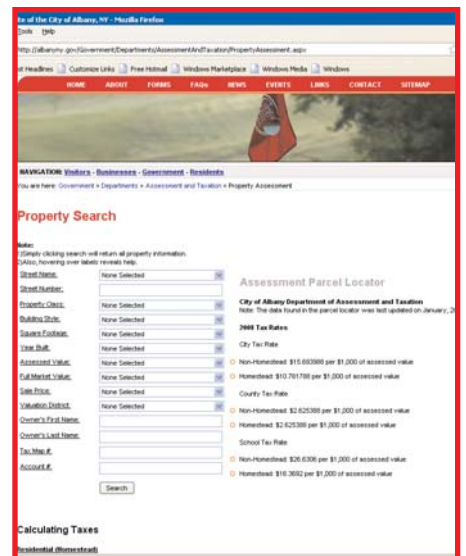 te of the City of Albany, NY - Mozilla Firefox
Tools Help
http://albanyny.gov/Government/Departments/AssessmentAndTaxation/PropertyAssessment.aspx
st Headlines Customize Links Free Hotmail Windows Marketplace Windows Media Windows
HOME ABOUT FORMS FAQs NEWS EVENTS LINKS CONTACT SITEMAP
NAVIGATION: Visitors - Businesses - Government - Residents
You are here: Government » Departments » Assessment and Taxation » Property Assessment
Property Search
Note:
1)Simply clicking search will return all property information.
2)Also, hovering over labels reveals help.
Street Name: None Selected
Street Number:
Property Class: None Selected
Building Style: None Selected
Square Footage: None Selected
Year Built: None Selected
Assessed Value: None Selected
Full Market Value: None Selected
Sale Price: None Selected
Valuation District: None Selected
Owner's First Name:
Owner's Last Name:
Tax Map #:
Account #:
Search
Assessment Parcel Locator
City of Albany Department of Assessment and Taxation
Note: The data found in the parcel locator was last updated on January, 2
2008 Tax Rates
City Tax Rate
Non-Homestead: $15.693986 per $1,000 of assessed value
Homestead: $10.781788 per $1,000 of assessed value
County Tax Rate
Non-Homestead: $2.625388 per $1,000 of assessed value
Homestead: $2.625388 per $1,000 of assessed value
School Tax Rate
Non-Homestead: $26.6306 per $1,000 of assessed value
Homestead: $18.3692 per $1,000 of assessed value
Calculating Taxes
Residential (Homestead)